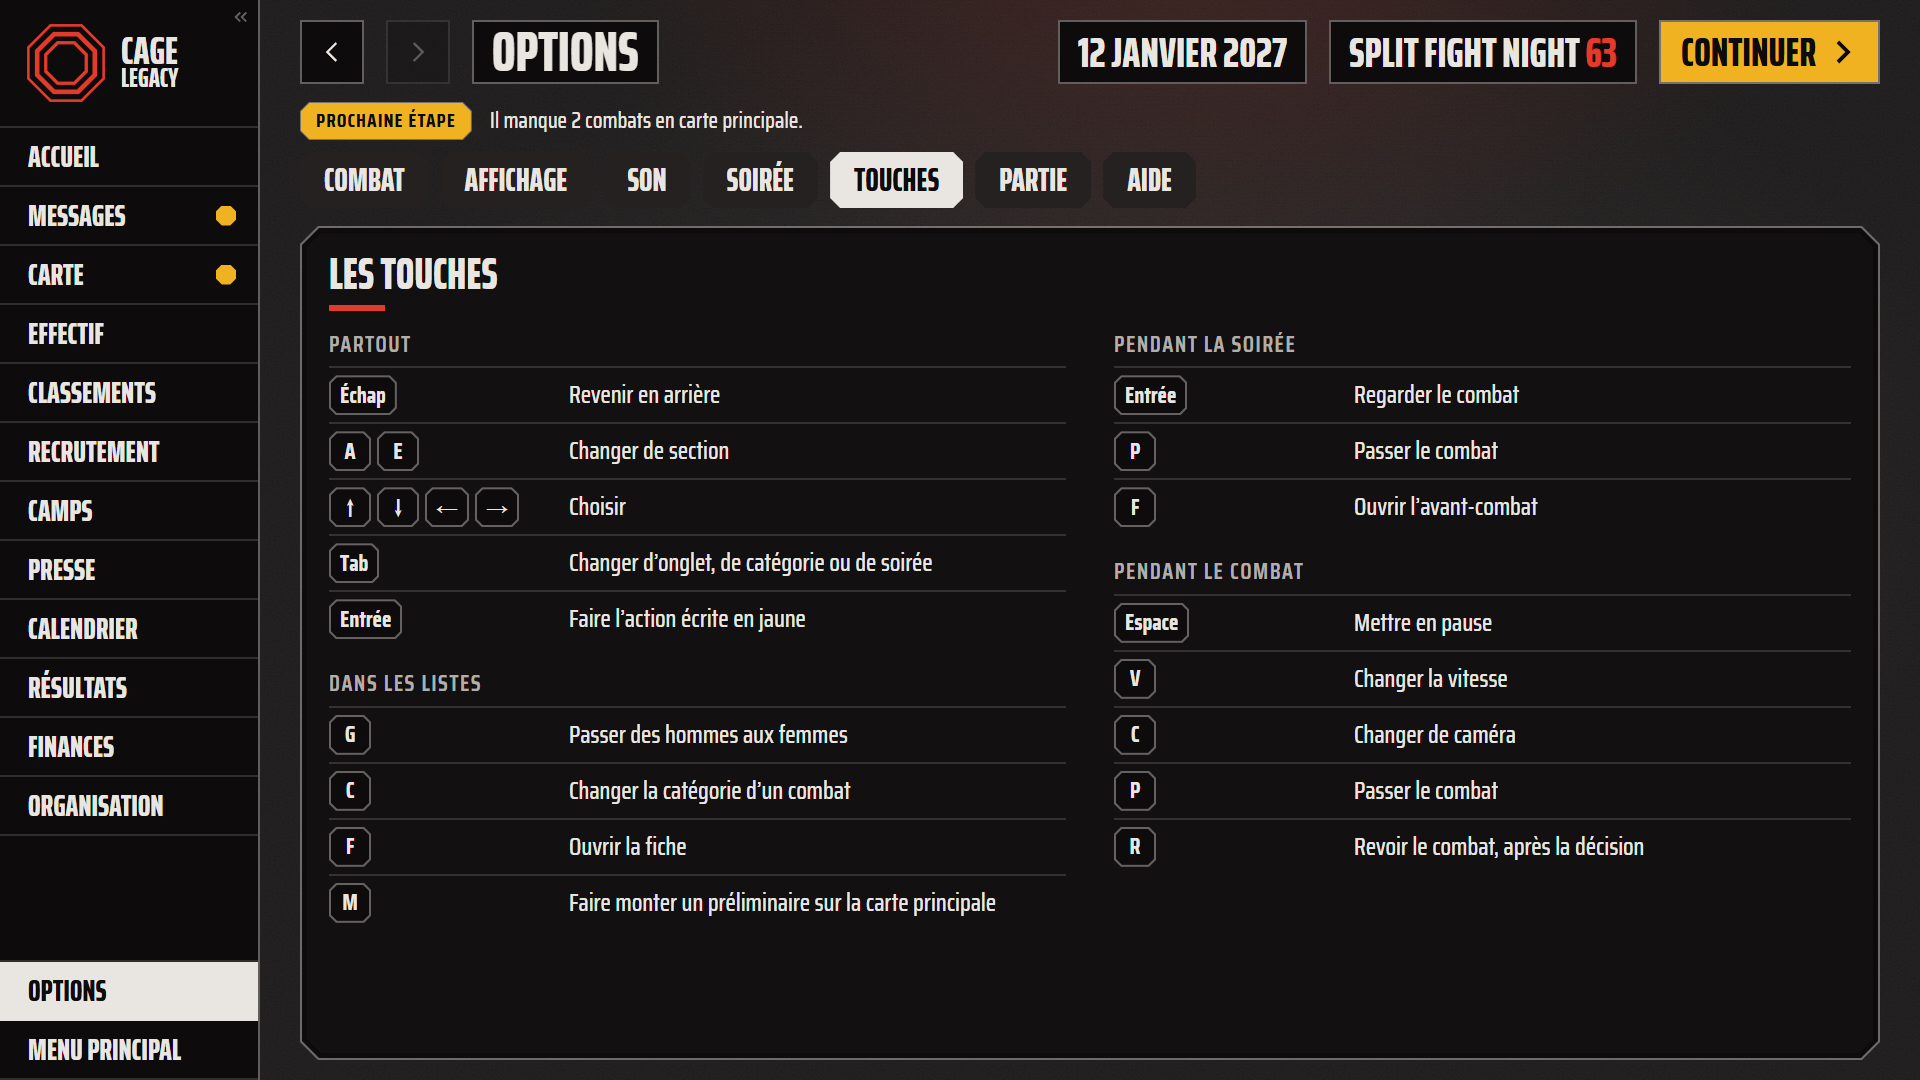 CAGE
LEGACY
«
ACCUEIL
MESSAGES
CARTE
EFFECTIF
CLASSEMENTS
RECRUTEMENT
CAMPS
PRESSE
CALENDRIER
RÉSULTATS
FINANCES
ORGANISATION
OPTIONS
MENU PRINCIPAL
OPTIONS
12 JANVIER 2027
SPLIT FIGHT NIGHT 63
CONTINUER
PROCHAINE ÉTAPE Il manque 2 combats en carte principale.
COMBAT AFFICHAGE SON SOIRÉE TOUCHES PARTIE AIDE
LES TOUCHES
PARTOUT
Échap Revenir en arrière
A E Changer de section
↑ ↓ ← → Choisir
Tab Changer d’onglet, de catégorie ou de soirée
Entrée Faire l’action écrite en jaune
DANS LES LISTES
G Passer des hommes aux femmes
C Changer la catégorie d’un combat
F Ouvrir la fiche
M Faire monter un préliminaire sur la carte principale
PENDANT LA SOIRÉE
Entrée Regarder le combat
P Passer le combat
F Ouvrir l’avant-combat
PENDANT LE COMBAT
Espace Mettre en pause
V Changer la vitesse
C Changer de caméra
P Passer le combat
R Revoir le combat, après la décision